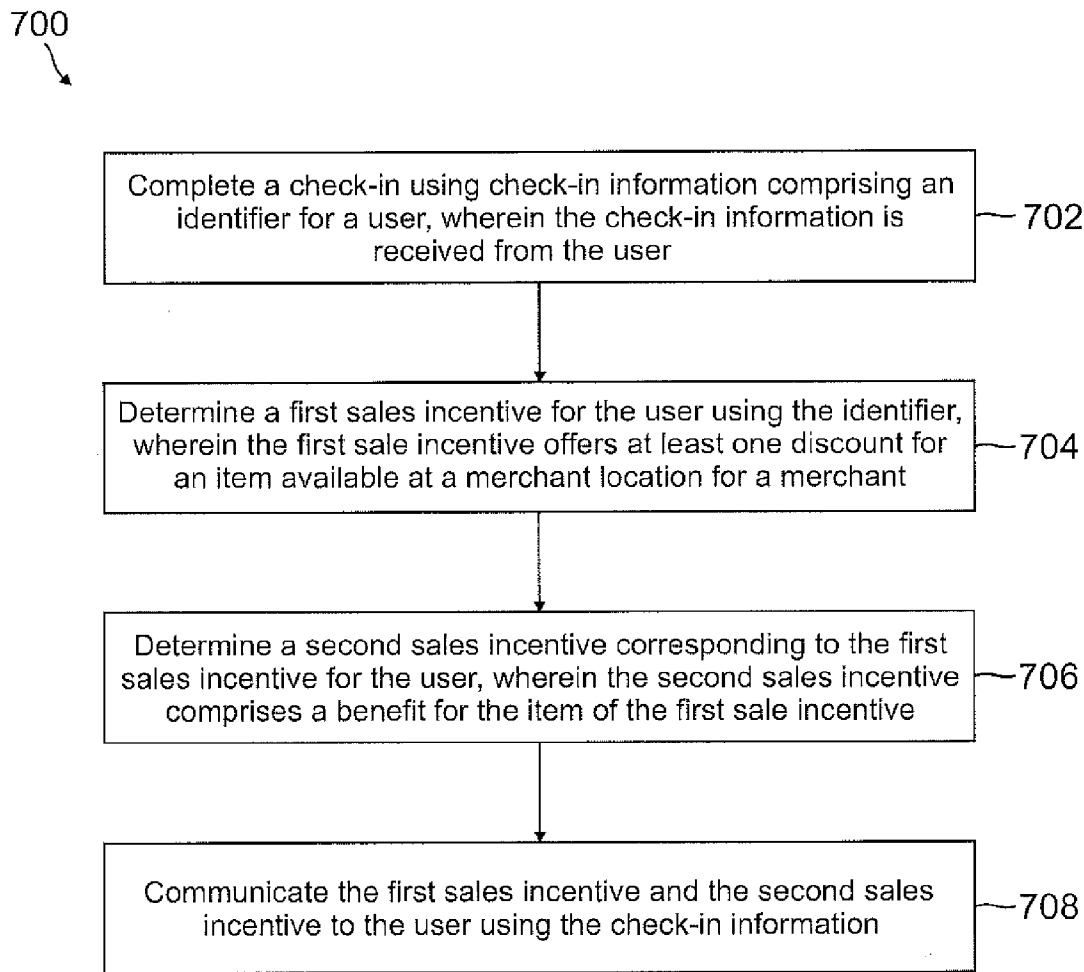 700
Complete a check-in using check-in information comprising an
identifier for a user, wherein the check-in information is
received from the user
702
Determine a first sales incentive for the user using the identifier,
wherein the first sale incentive offers at least one discount for
an item available at a merchant location for a merchant
704
Determine a second sales incentive corresponding to the first
sales incentive for the user, wherein the second sales incentive
comprises a benefit for the item of the first sale incentive
706
Communicate the first sales incentive and the second sales
incentive to the user using the check-in information
708